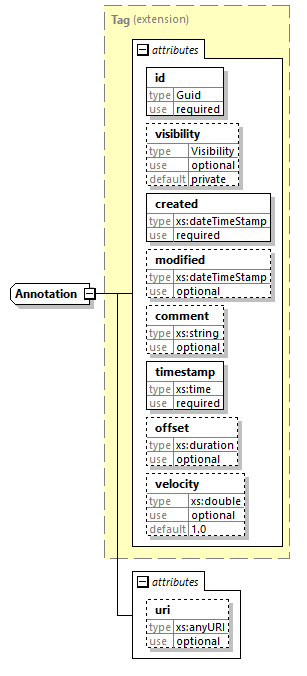 Tag (extension)
attributes
id
type Guid
use required
visibility
type Visibility
use optional
default private
created
type xs:dateTimeStamp
use required
modified
type xs:dateTimeStamp
use optional
Annotation
comment
type xs:string
use optional
timestamp
type xs:time
use required
offset
type xs:duration
use optional
velocity
type xs:double
use optional
default 1.0
attributes
uri
type xs:anyURI
use optional